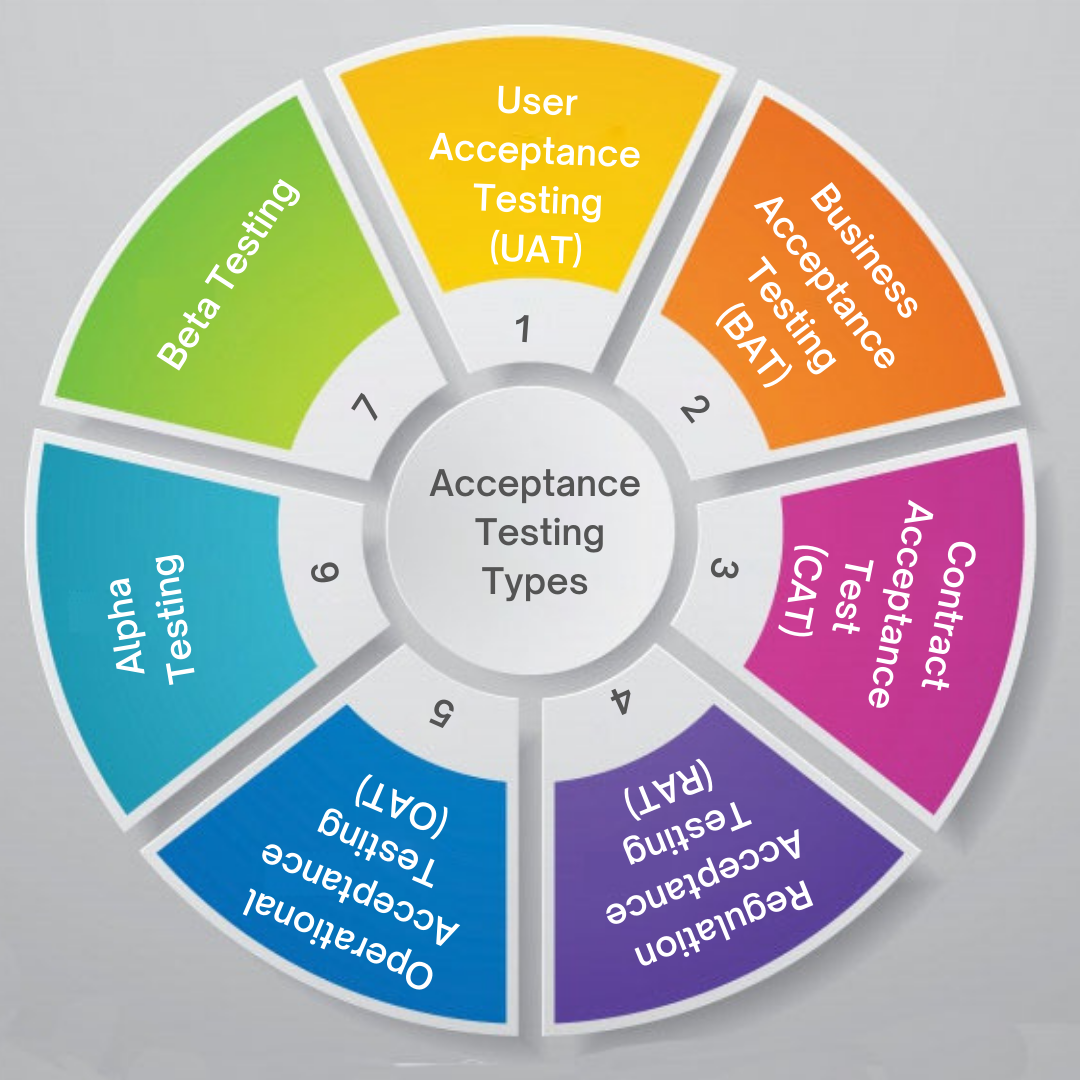 Acceptance
Testing
Types
1
User
Acceptance
Testing
(UAT)
2
Business
Acceptance
Testing
(BAT)
3
Contract
Acceptance
Test
(CAT)
4
Regulation
Acceptance
Testing
(RAT)
5
Operational
Acceptance
Testing
(OAT)
6
Alpha
Testing
7
Beta Testing